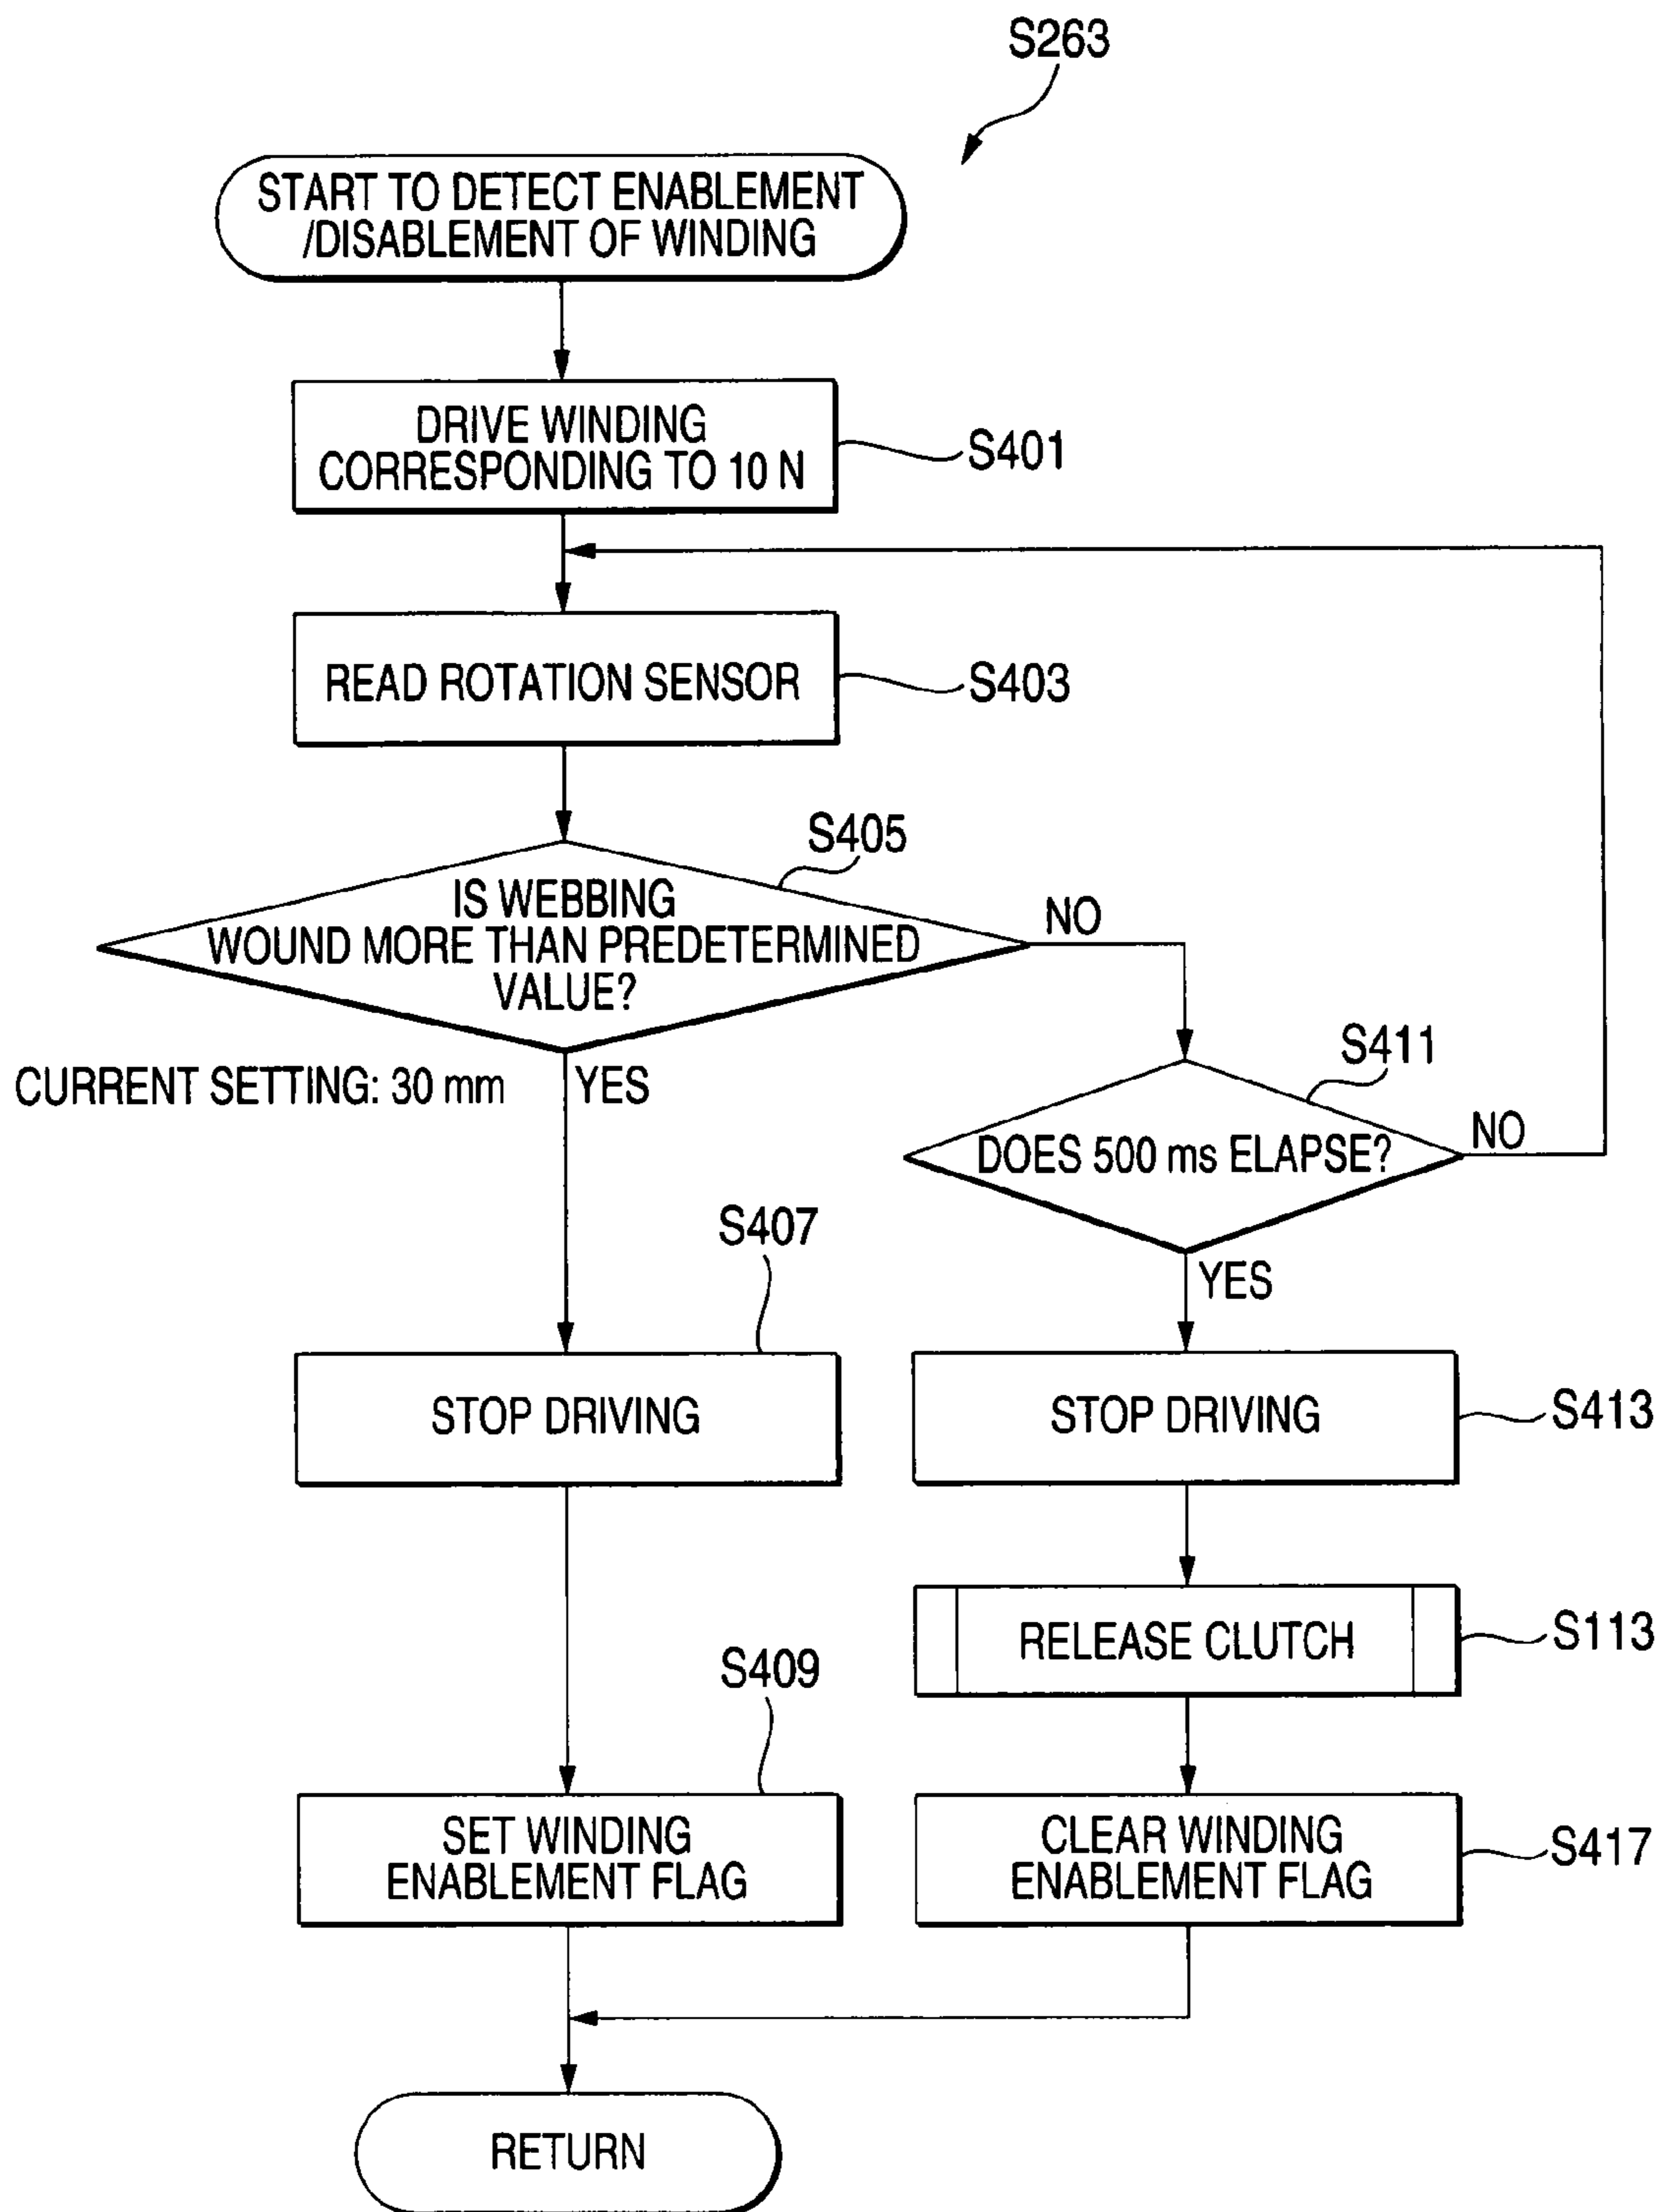 S263
START TO DETECT ENABLEMENT
/DISABLEMENT OF WINDING
DRIVE WINDING
CORRESPONDING TO 10 N
S401
READ ROTATION SENSOR
S403
S405
IS WEBBING
WOUND MORE THAN PREDETERMINED
VALUE?
NO
CURRENT SETTING: 30 mm
YES
S411
DOES 500 ms ELAPSE?
NO
YES
S407
STOP DRIVING
STOP DRIVING
S413
RELEASE CLUTCH
S113
S409
SET WINDING
ENABLEMENT FLAG
CLEAR WINDING
ENABLEMENT FLAG
S417
RETURN